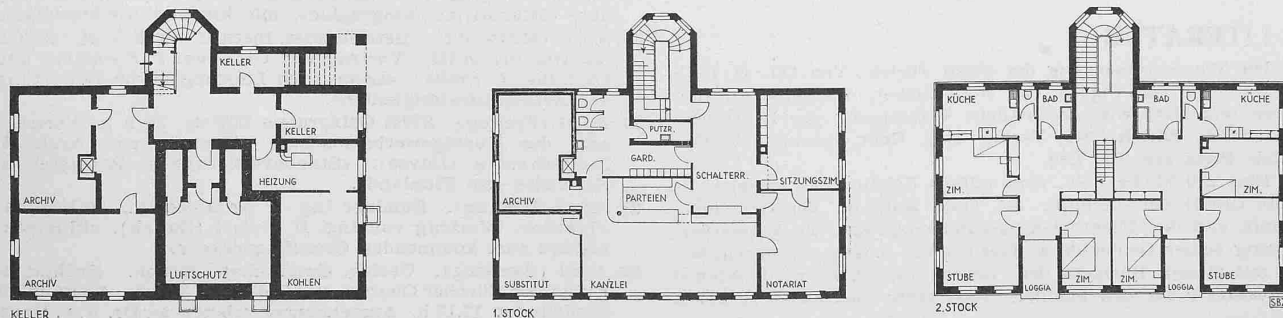 KELLER
KELLER
ARCHIV
HEIZUNG
ARCHIV
LUFTSCHUTZ
KOHLEN
KELLER
PUTZR.
GARD.
SCHALTERR.
SITZUNGSZIM.
PARTEIEN
ARCHIV
SUBSTITUT
KANZLEI
NOTARIAT
1. STOCK
KÜCHE
BAD
BAD
KÜCHE
ZIM.
ZIM.
STUBE
LOGGIA
ZIM.
ZIM.
LOGGIA
STUBE
2. STOCK
SBZ